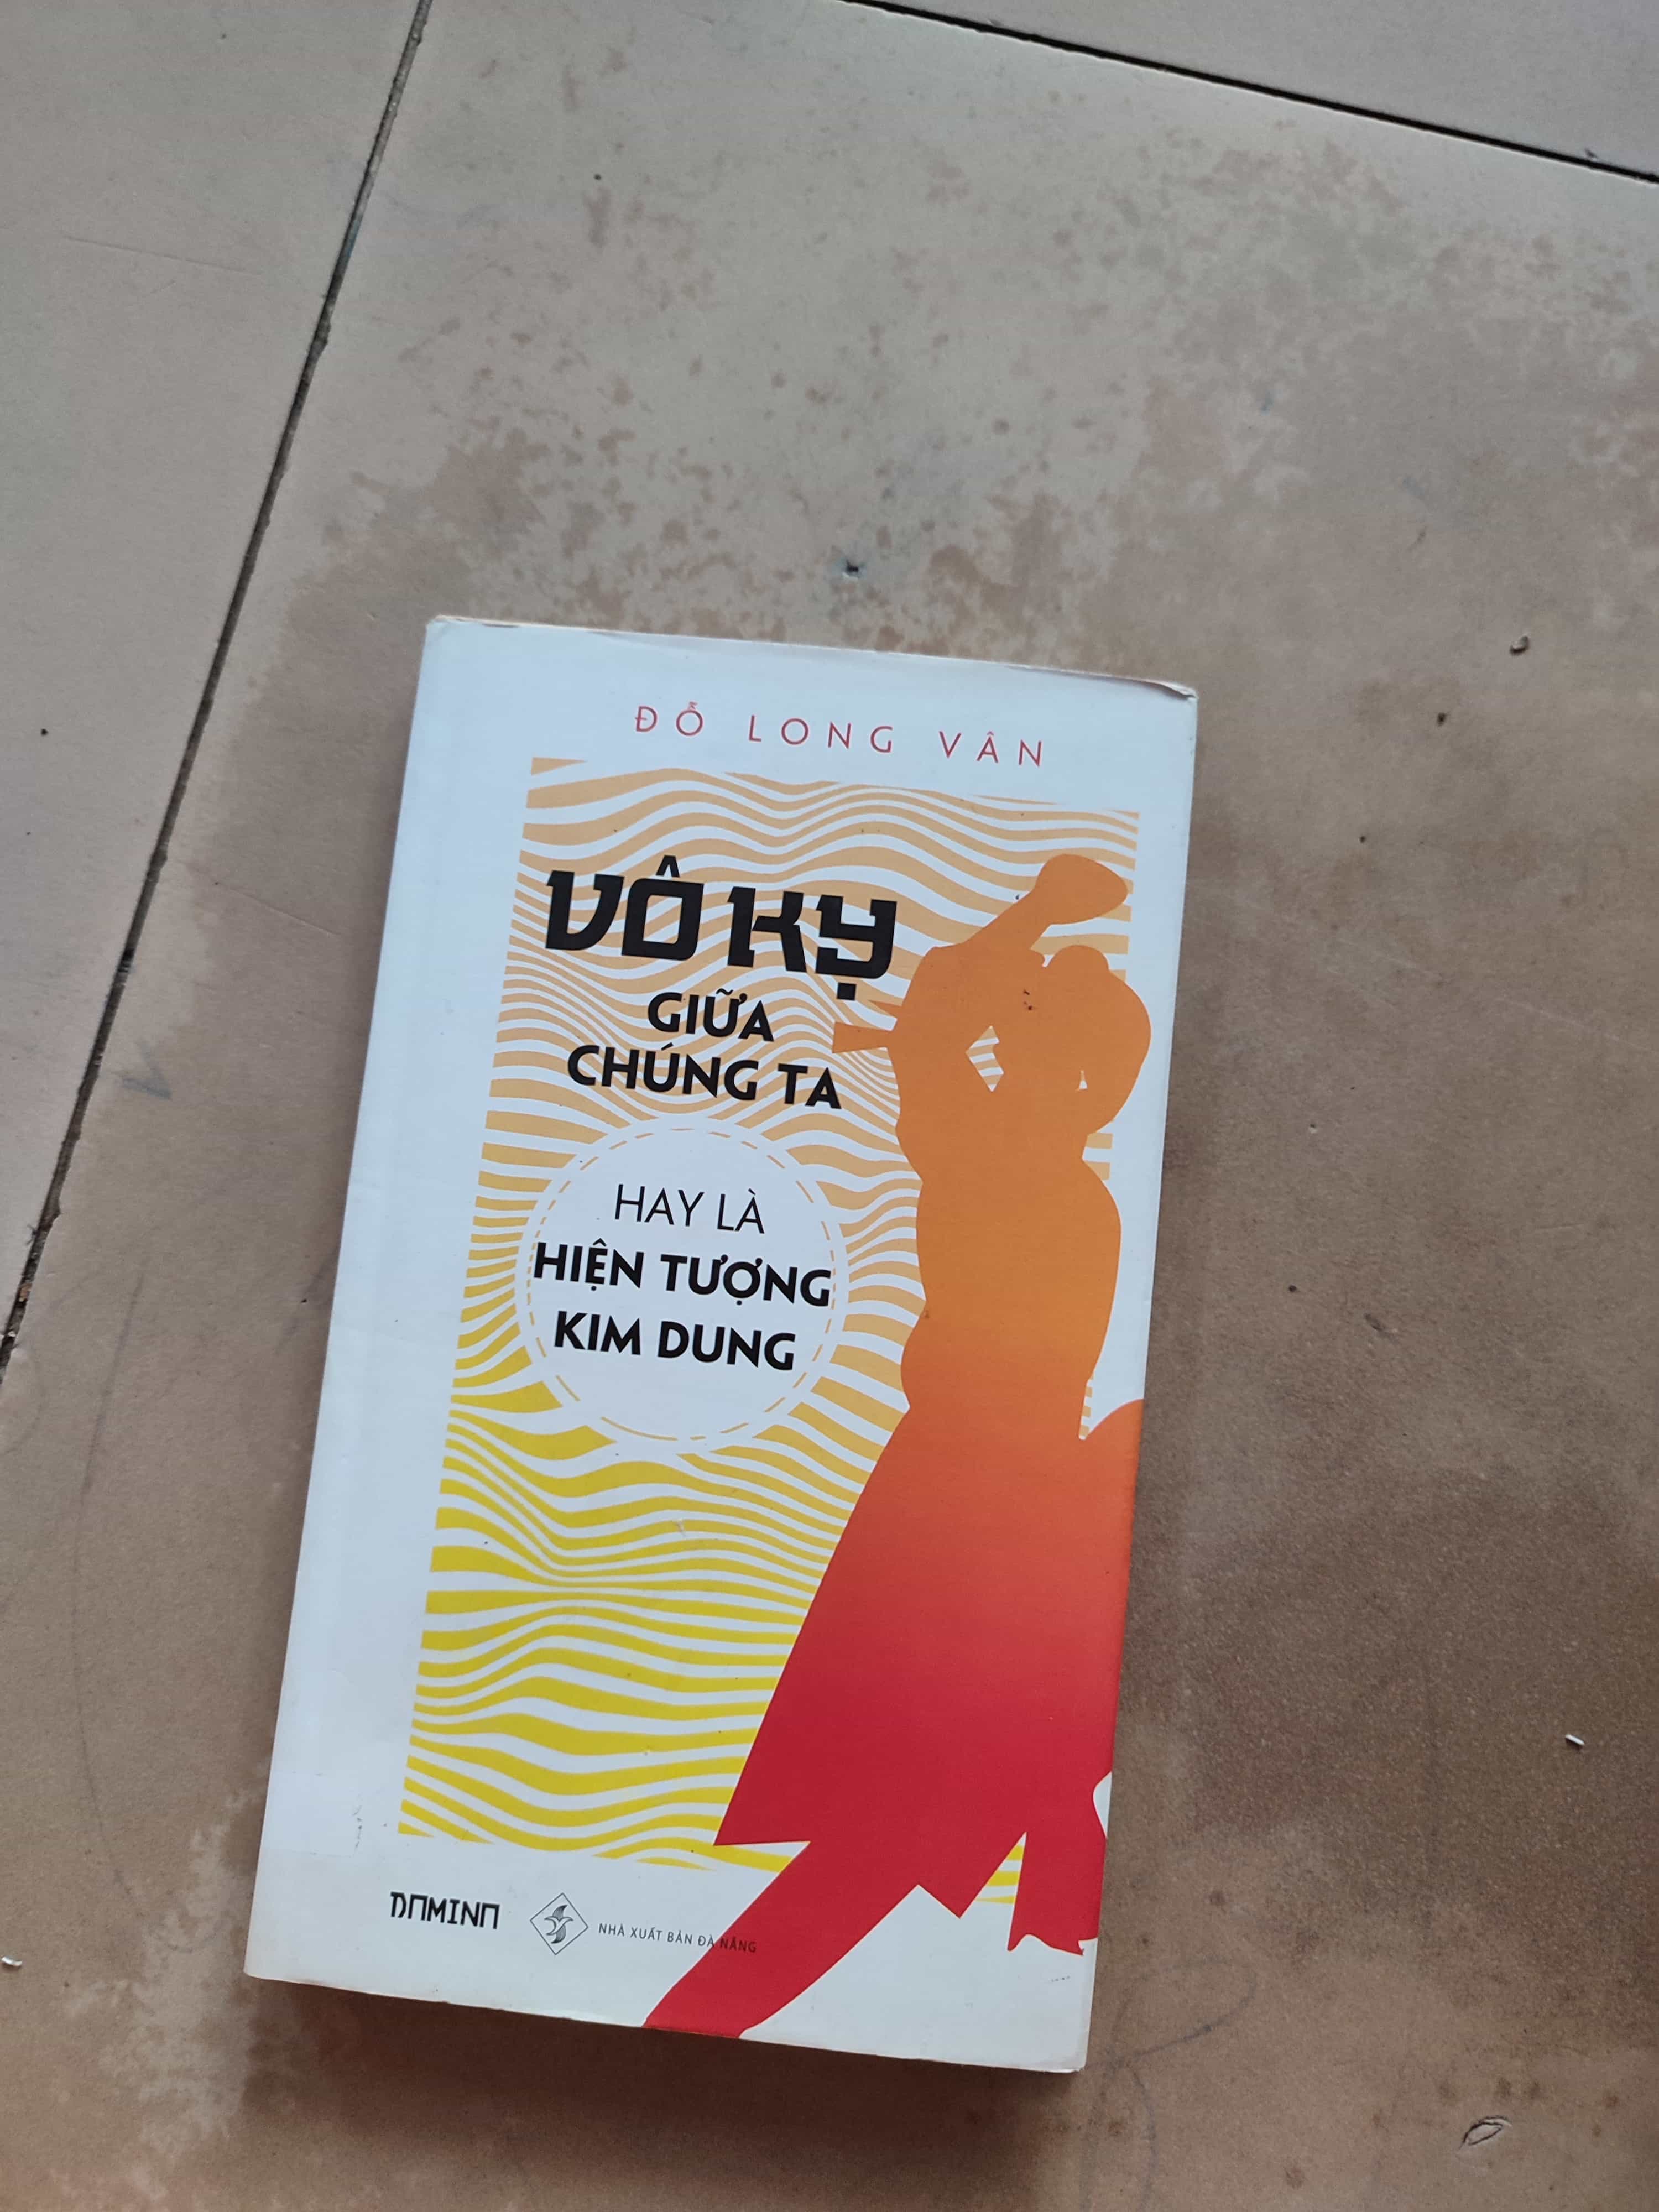 ĐỖ LONG VÂN
VÔ KỴ
GIỮA
CHÚNG TA
HAY LÀ
HIỆN TƯỢNG
KIM DUNG
DOMINO
NHÀ XUẤT BẢN ĐÀ NẴNG